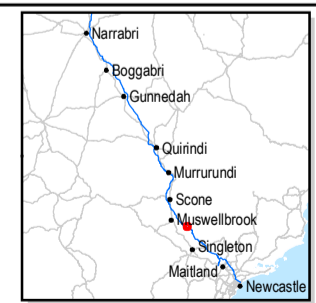 Narrabri
Boggabri
Gunnedah
Quirindi
Murrurundi
Scone
Muswellbrook
Singleton
Maitland
Newcastle